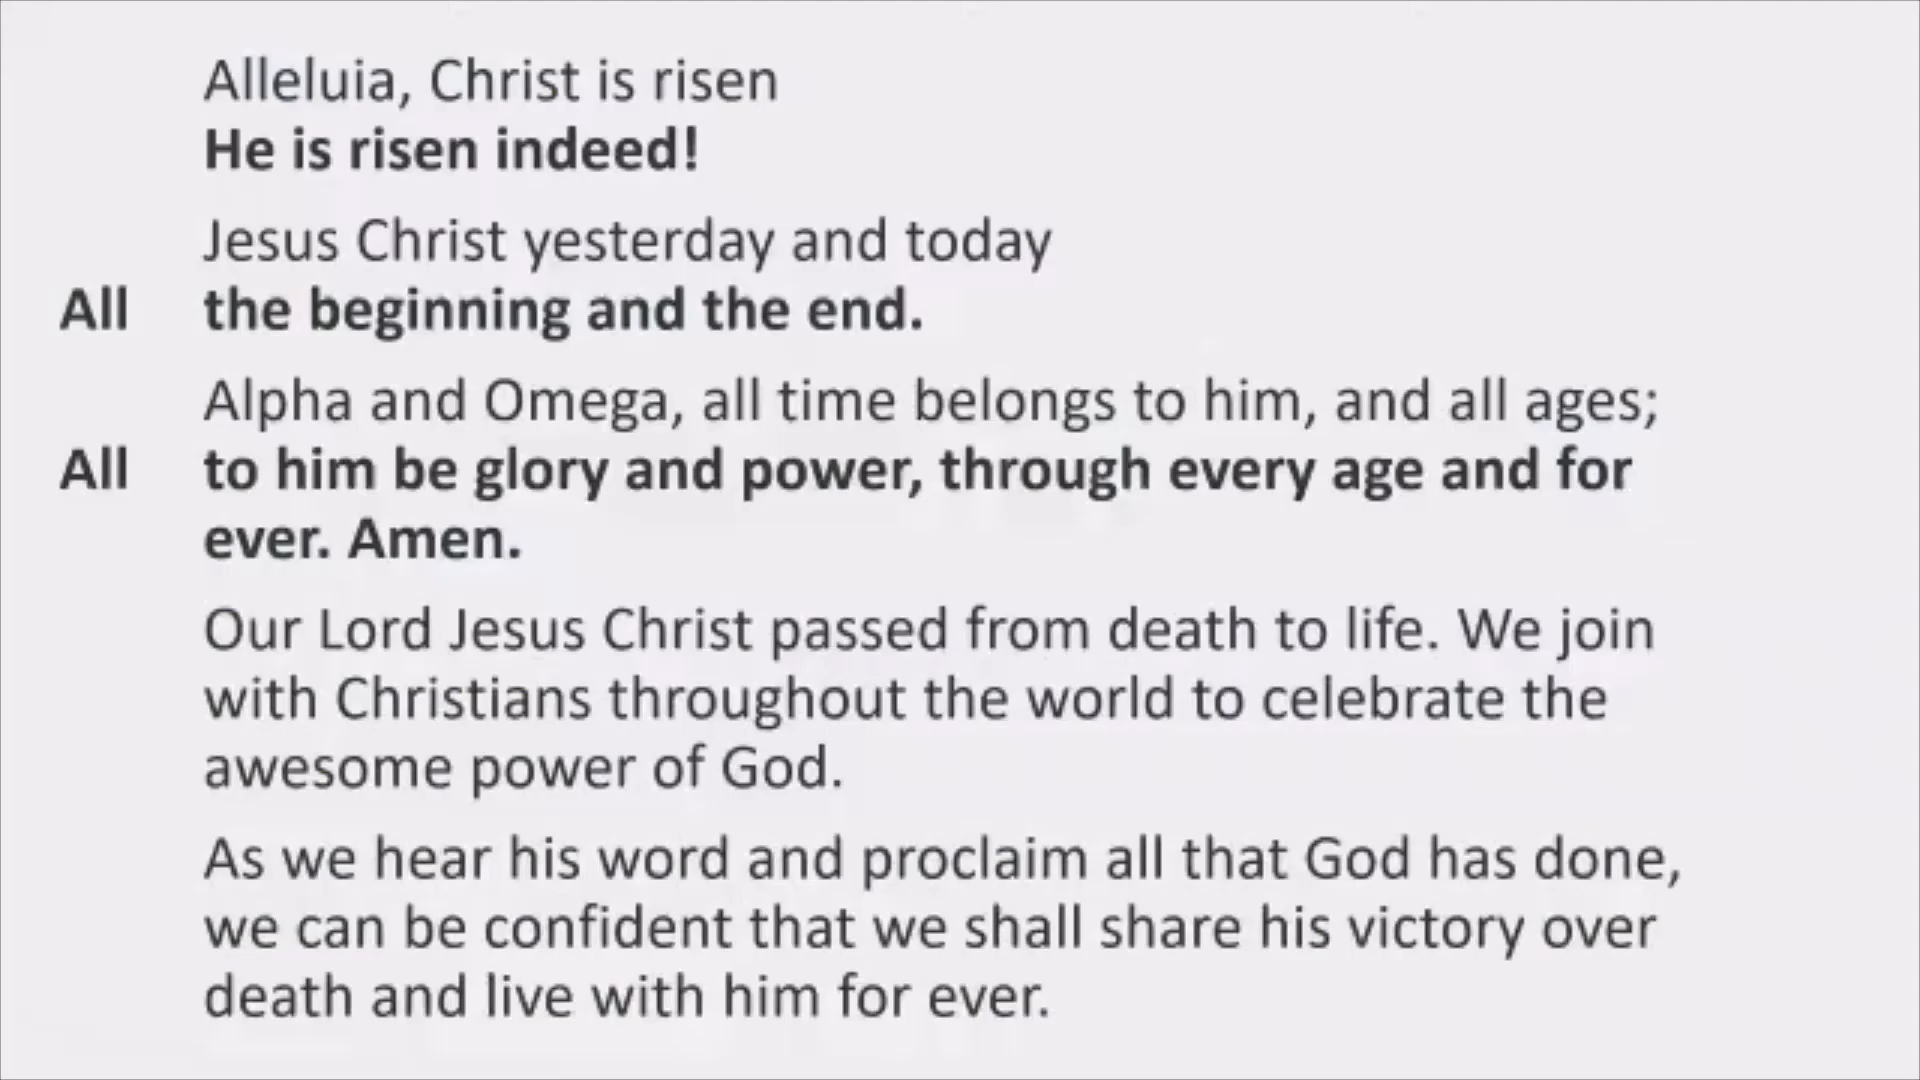 Alleluia, Christ is risen
He is risen indeed!
Jesus Christ yesterday and today
All the beginning and the end.
Alpha and Omega, all time belongs to him, and all ages;
All to him be glory and power, through every age and for
ever. Amen.
Our Lord Jesus Christ passed from death to life. We join
with Christians throughout the world to celebrate the
awesome power of God.
As we hear his word and proclaim all that God has done,
we can be confident that we shall share his victory over
death and live with him for ever.